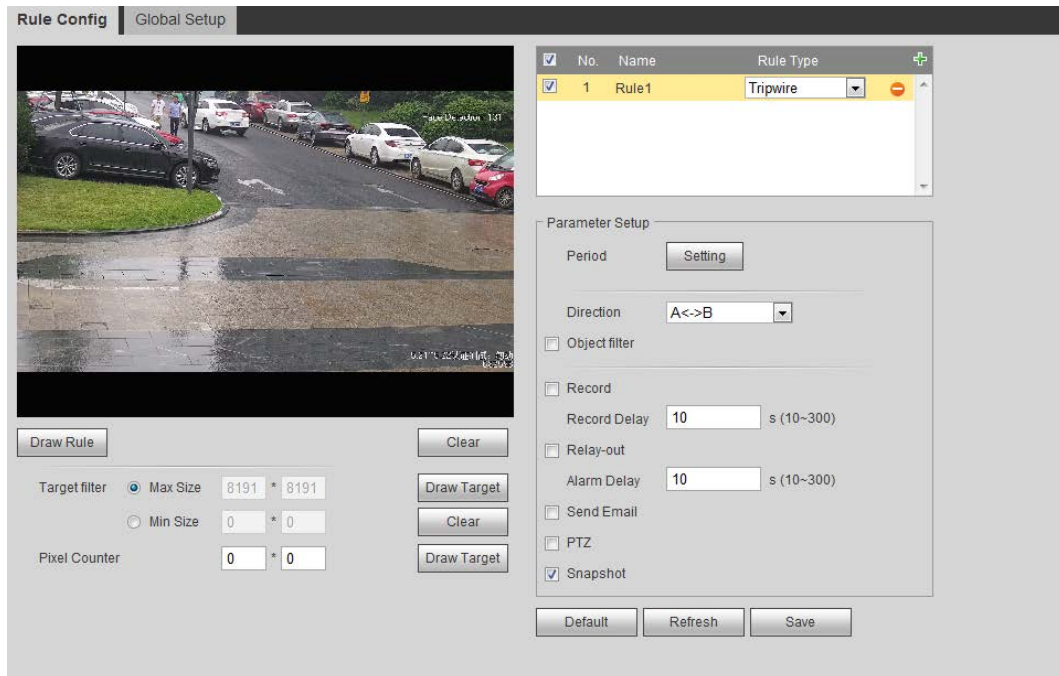 Rule Config Global Setup
No. Name Rule Type
1 Rule1 Tripwire
Parameter Setup
Period Setting
Direction A<->B
Object filter
Record
Record Delay 10 s (10~300)
Relay-out
Alarm Delay 10 s (10~300)
Send Email
PTZ
Snapshot
Default Refresh Save
Draw Rule Clear
Target filter Max Size 8191 * 8191 Draw Target
Min Size 0 * 0 Clear
Pixel Counter 0 * 0 Draw Target